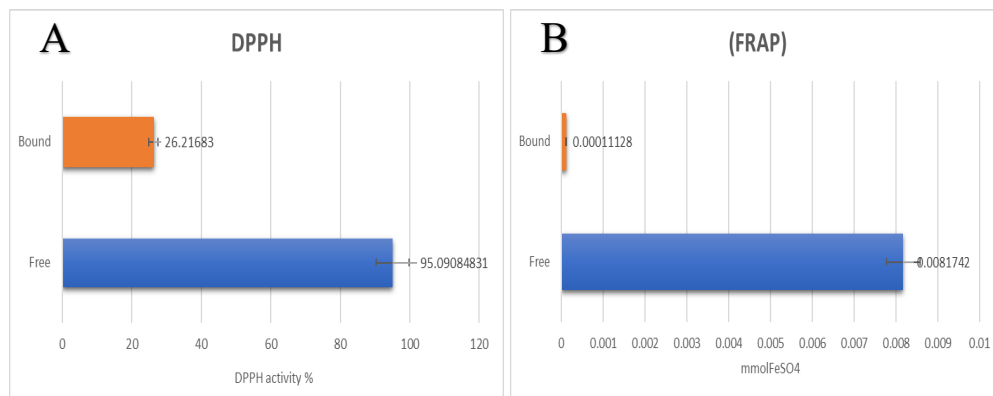 A
DPPH
Bound
26.21683
Free
95.09084831
0 20 40 60 80 100 120
DPPH activity %
B
(FRAP)
Bound
0.00011128
Free
0.0081742
0 0.001 0.002 0.003 0.004 0.005 0.006 0.007 0.008 0.009 0.01
mmolFeSO4